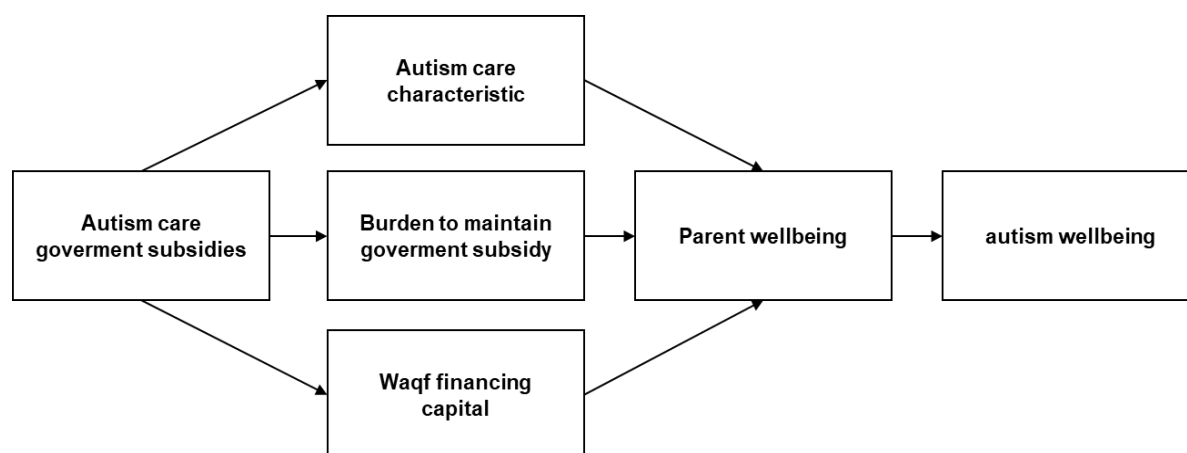 Autism care
characteristic
Autism care
goverment subsidies
Burden to maintain
goverment subsidy
Parent wellbeing
autism wellbeing
Waqf financing
capital